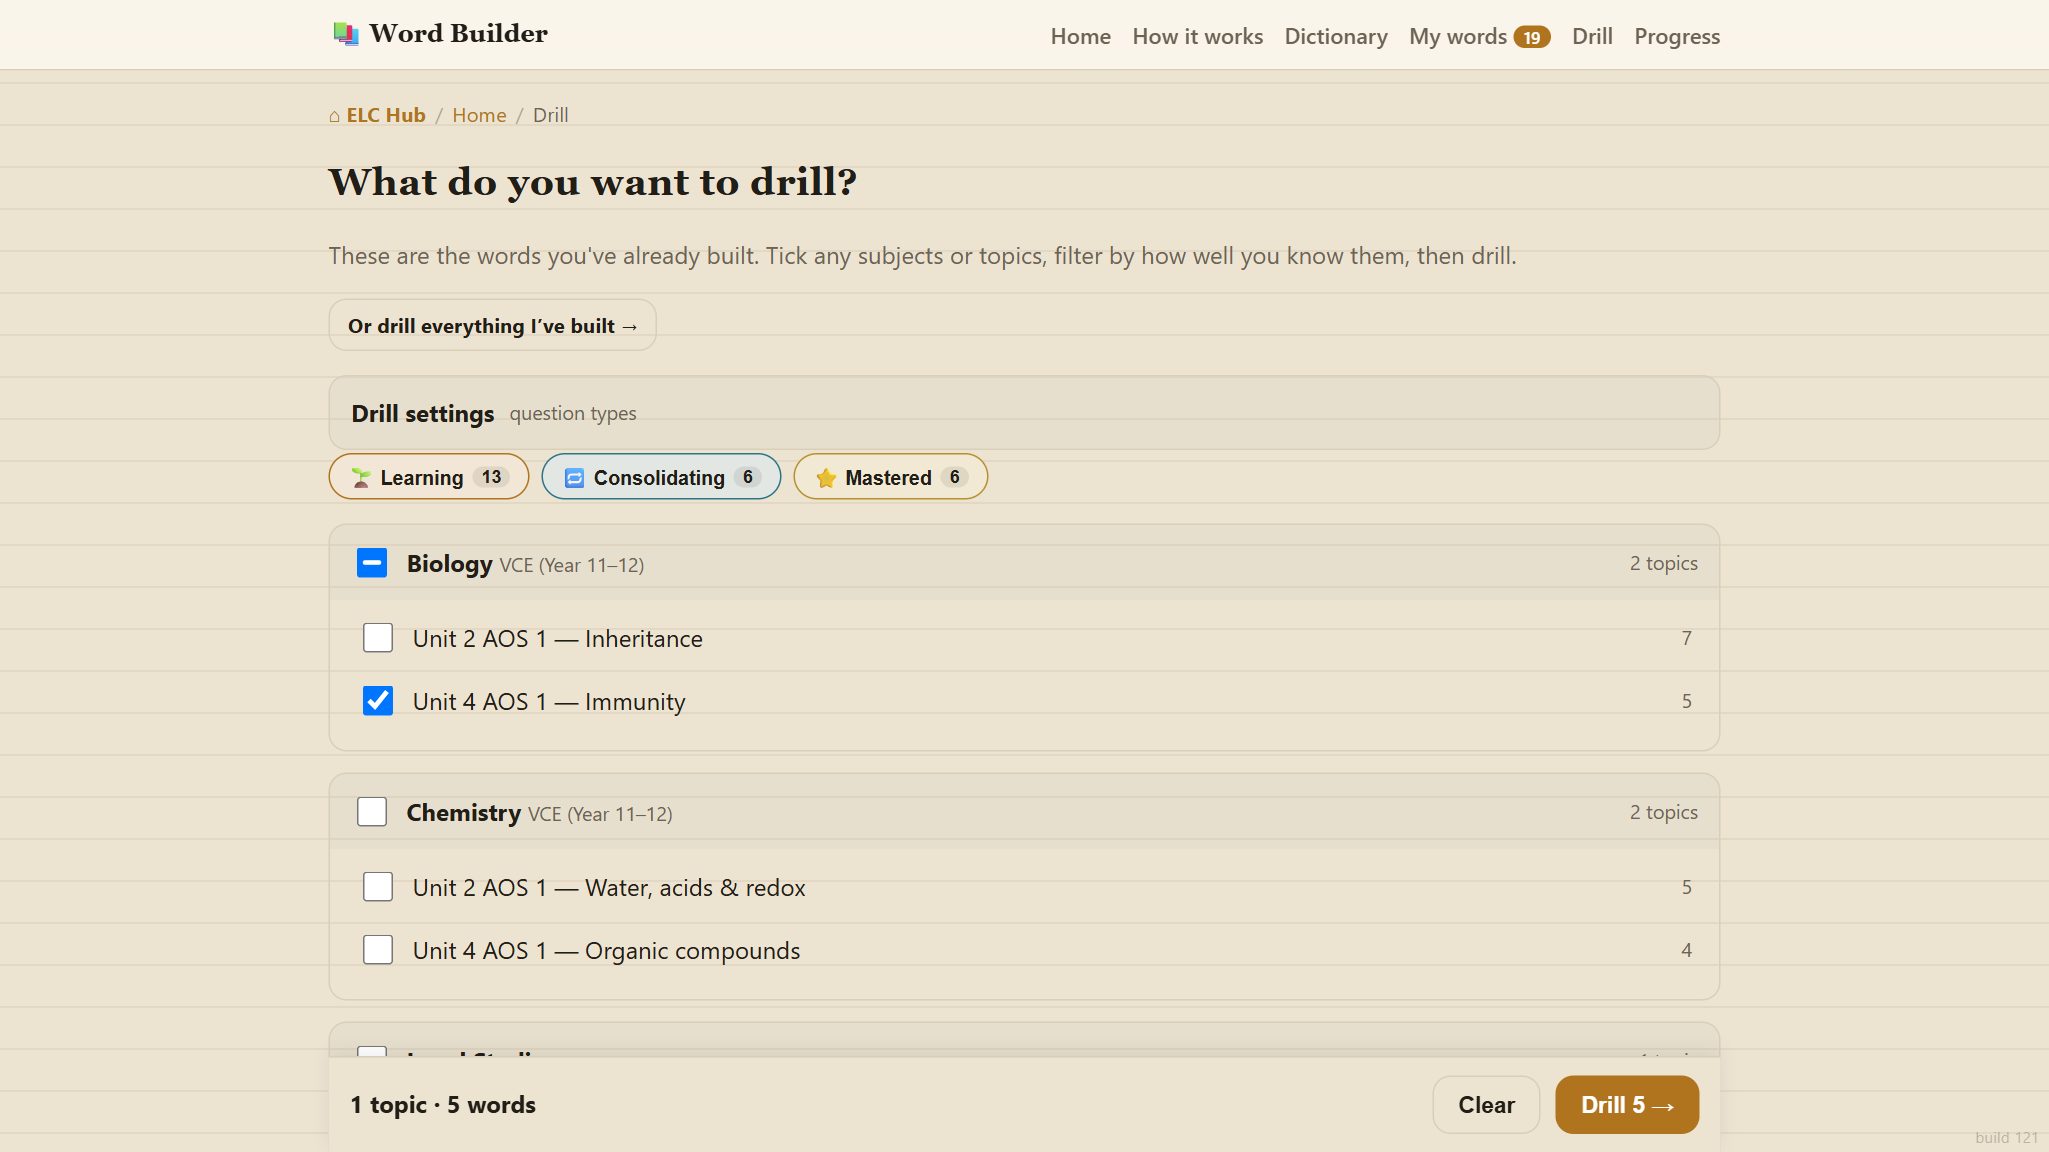 Word Builder
Home How it works Dictionary My words 19 Drill Progress
⌂ ELC Hub / Home / Drill
What do you want to drill?
These are the words you've already built. Tick any subjects or topics, filter by how well you know them, then drill.
Or drill everything I’ve built →
Drill settings question types
Learning 13 Consolidating 6 Mastered 6
Biology VCE (Year 11–12) 2 topics
Unit 2 AOS 1 — Inheritance 7
Unit 4 AOS 1 — Immunity 5
Chemistry VCE (Year 11–12) 2 topics
Unit 2 AOS 1 — Water, acids & redox 5
Unit 4 AOS 1 — Organic compounds 4
1 topic · 5 words Clear Drill 5 →
build 121